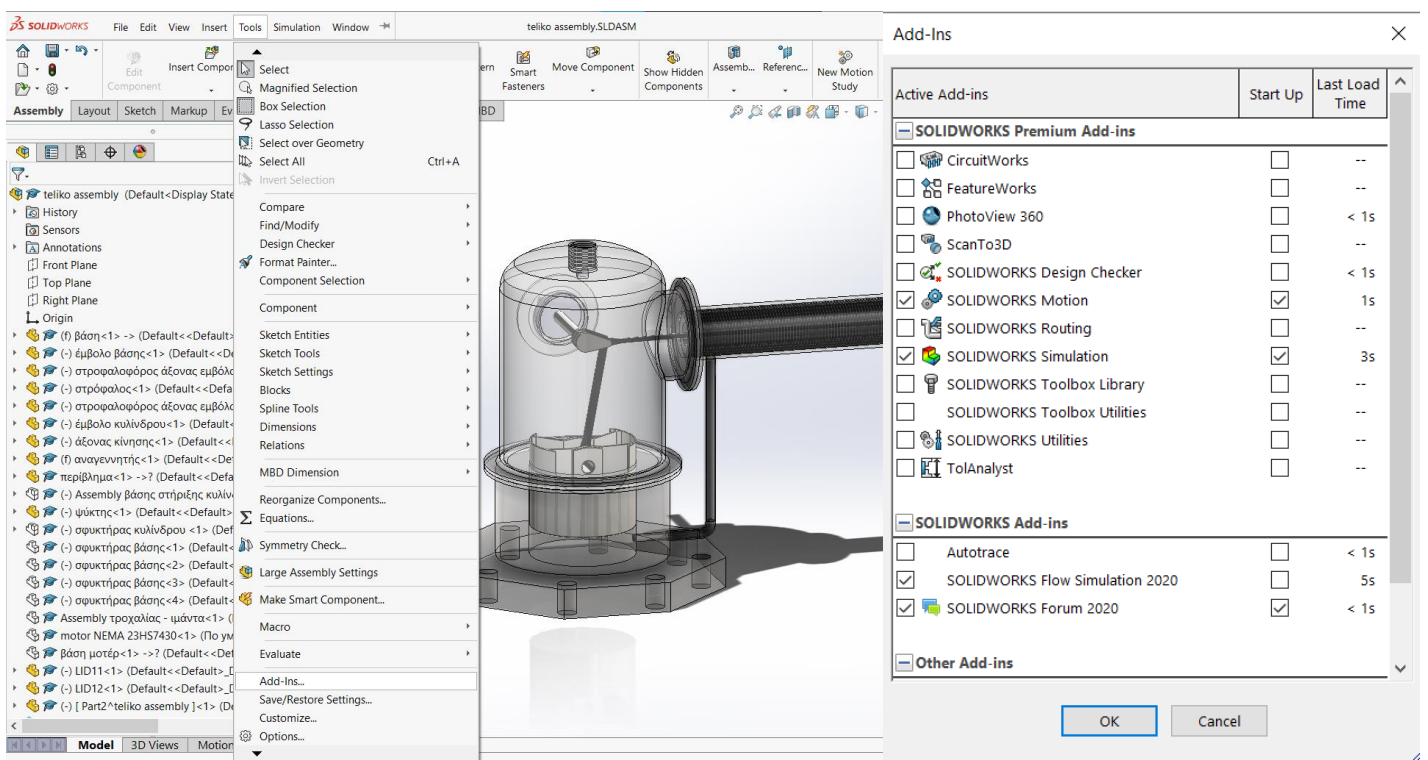 SOLIDWORKS File Edit View Insert Tools Simulation Window teliko assembly.SLDASM
Edit Component
Insert Compor
ern
Smart Fasteners
Move Component
Show Hidden Components
Assemb...
Referenc...
New Motion Study
Assembly Layout Sketch Markup Ev
BD
teliko assembly (Default<Display State
History
Sensors
Annotations
Front Plane
Top Plane
Right Plane
Origin
(f) βάση<1> -> (Default<<Default>
(-) έμβολο βάσης<1> (Default<<De
(-) στροφαλοφόρος άξονας εμβόλο
(-) στρόφαλος<1> (Default<<Defa
(-) στροφαλοφόρος άξονας εμβόλο
(-) έμβολο κυλίνδρου<1> (Default<
(-) άξονας κίνησης<1> (Default<<
(f) αναγεννητής<1> (Default<<De
περίβλημα<1> ->? (Default<<Defa
(-) Assembly βάσης στήριξης κυλίν
(-) ψύκτης<1> (Default<<Default>
(-) σφυκτήρας κυλίνδρου <1> (Def
(-) σφυκτήρας βάσης<1> (Default<
(-) σφυκτήρας βάσης<2> (Default<
(-) σφυκτήρας βάσης<3> (Default<
(-) σφυκτήρας βάσης<4> (Default<
Assembly τροχαλίας - ιμάντα<1> (
motor NEMA 23HS7430<1> (Πο υμ
βάση μοτέρ<1> ->? (Default<<Def
(-) LID11<1> (Default<<Default>_D
(-) LID12<1> (Default<<Default>_D
(-) [ Part2^teliko assembly ]<1> (De
Model 3D Views Motion
Select
Magnified Selection
Box Selection
Lasso Selection
Select over Geometry
Select All Ctrl+A
Invert Selection
Compare
Find/Modify
Design Checker
Format Painter...
Component Selection
Component
Sketch Entities
Sketch Tools
Sketch Settings
Blocks
Spline Tools
Dimensions
Relations
MBD Dimension
Reorganize Components...
Equations...
Symmetry Check...
Large Assembly Settings
Make Smart Component...
Macro
Evaluate
Add-Ins...
Save/Restore Settings...
Customize...
Options...
Add-Ins
Active Add-ins Start Up Last Load Time
SOLIDWORKS Premium Add-ins
CircuitWorks --
FeatureWorks --
PhotoView 360 < 1s
ScanTo3D --
SOLIDWORKS Design Checker < 1s
SOLIDWORKS Motion 1s
SOLIDWORKS Routing --
SOLIDWORKS Simulation 3s
SOLIDWORKS Toolbox Library --
SOLIDWORKS Toolbox Utilities --
SOLIDWORKS Utilities --
TolAnalyst --
SOLIDWORKS Add-ins
Autotrace < 1s
SOLIDWORKS Flow Simulation 2020 5s
SOLIDWORKS Forum 2020 < 1s
Other Add-ins
OK Cancel